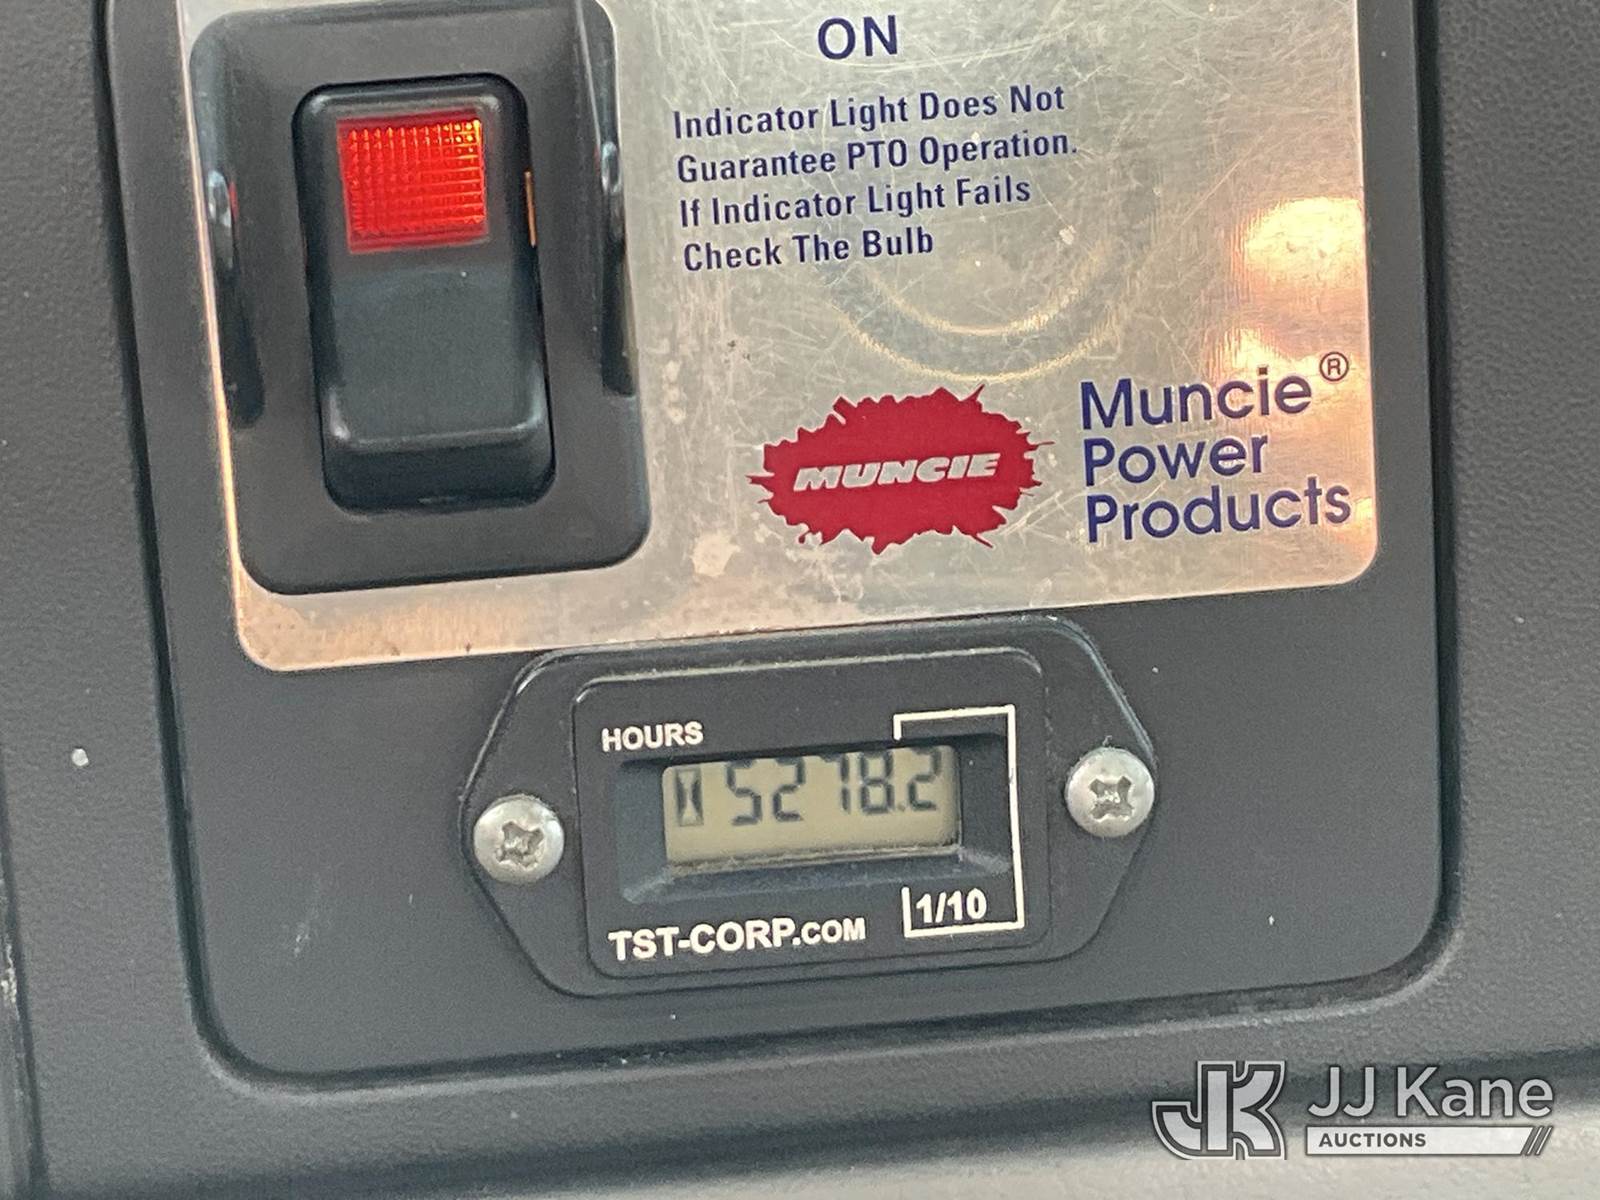 ON
Indicator Light Does Not
Guarantee PTO Operation.
If Indicator Light Fails
Check The Bulb
MUNCIE
Muncie®
Power
Products
HOURS
5278.2
1/10
TST-CORP.COM
JK JJ Kane
AUCTIONS